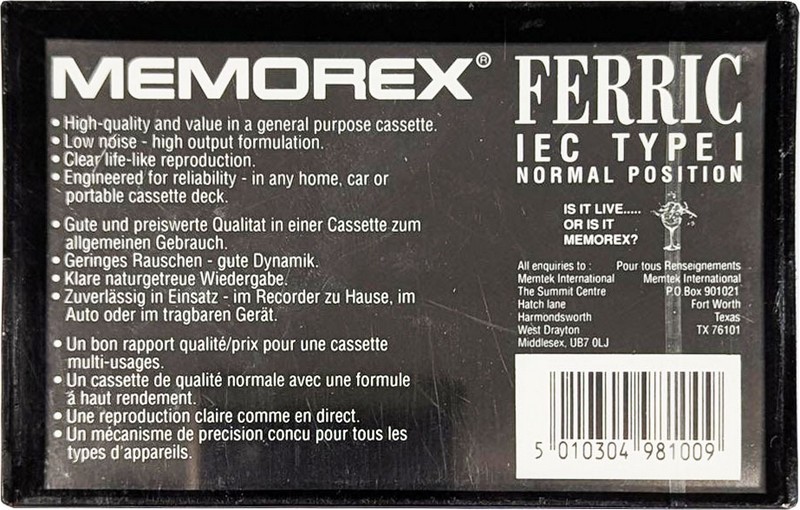 MEMOREX®
• High-quality and value in a general purpose cassette.
• Low noise - high output formulation.
• Clear life-like reproduction.
• Engineered for reliability - in any home, car or
portable cassette deck.
• Gute und preiswerte Qualitat in einer Cassette zum
allgemeinen Gebrauch.
• Geringes Rauschen - gute Dynamik.
• Klare naturgetreue Wiedergabe.
• Zuverlässig in Einsatz - im Recorder zu Hause, im
Auto oder im tragbaren Gerät.
• Un bon rapport qualité/prix pour une cassette
multi-usages.
• Un cassette de qualité normale avec une formule
á haut rendement.
• Une reproduction claire comme en direct.
• Un mécanisme de precision concu pour tous les
types d'appareils.
FERRIC
IEC TYPE I
NORMAL POSITION
IS IT LIVE.....
OR IS IT
MEMOREX?
All enquiries to :
Memtek International
The Summit Centre
Hatch lane
Harmondsworth
West Drayton
Middlesex, UB7 0LJ
Pour tous Renseignements
Memtek International
P.O.Box 901021
Fort Worth
Texas
TX 76101
5 010304 981009